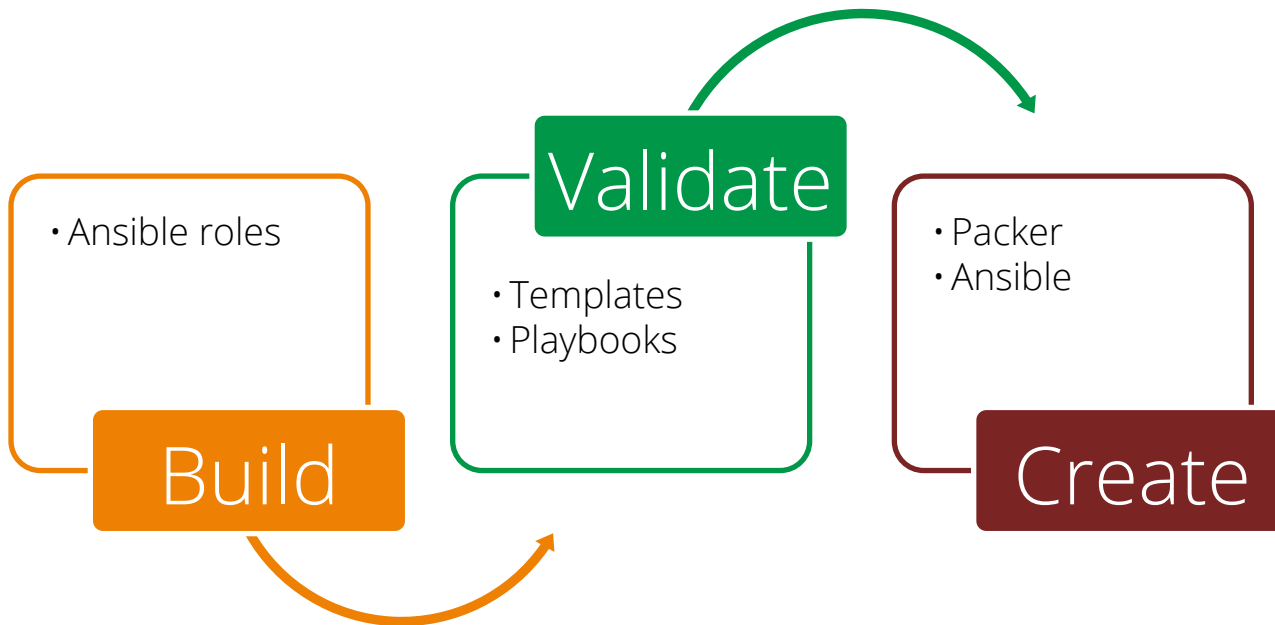 • Ansible roles
Build
Validate
• Templates
• Playbooks
• Packer
• Ansible
Create